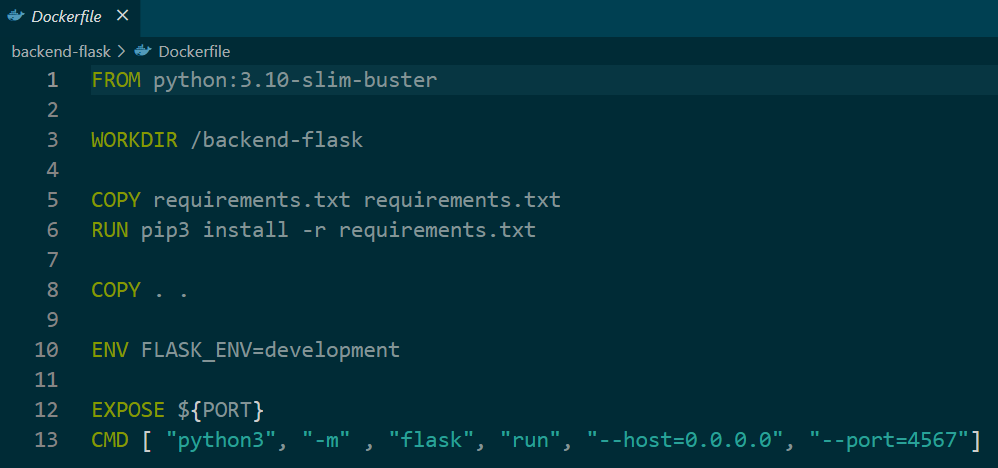 Dockerfile ×
backend-flask > Dockerfile
1 FROM python:3.10-slim-buster
2
3 WORKDIR /backend-flask
4
5 COPY requirements.txt requirements.txt
6 RUN pip3 install -r requirements.txt
7
8 COPY . .
9
10 ENV FLASK_ENV=development
11
12 EXPOSE ${PORT}
13 CMD [ "python3", "-m" , "flask", "run", "--host=0.0.0.0", "--port=4567"]